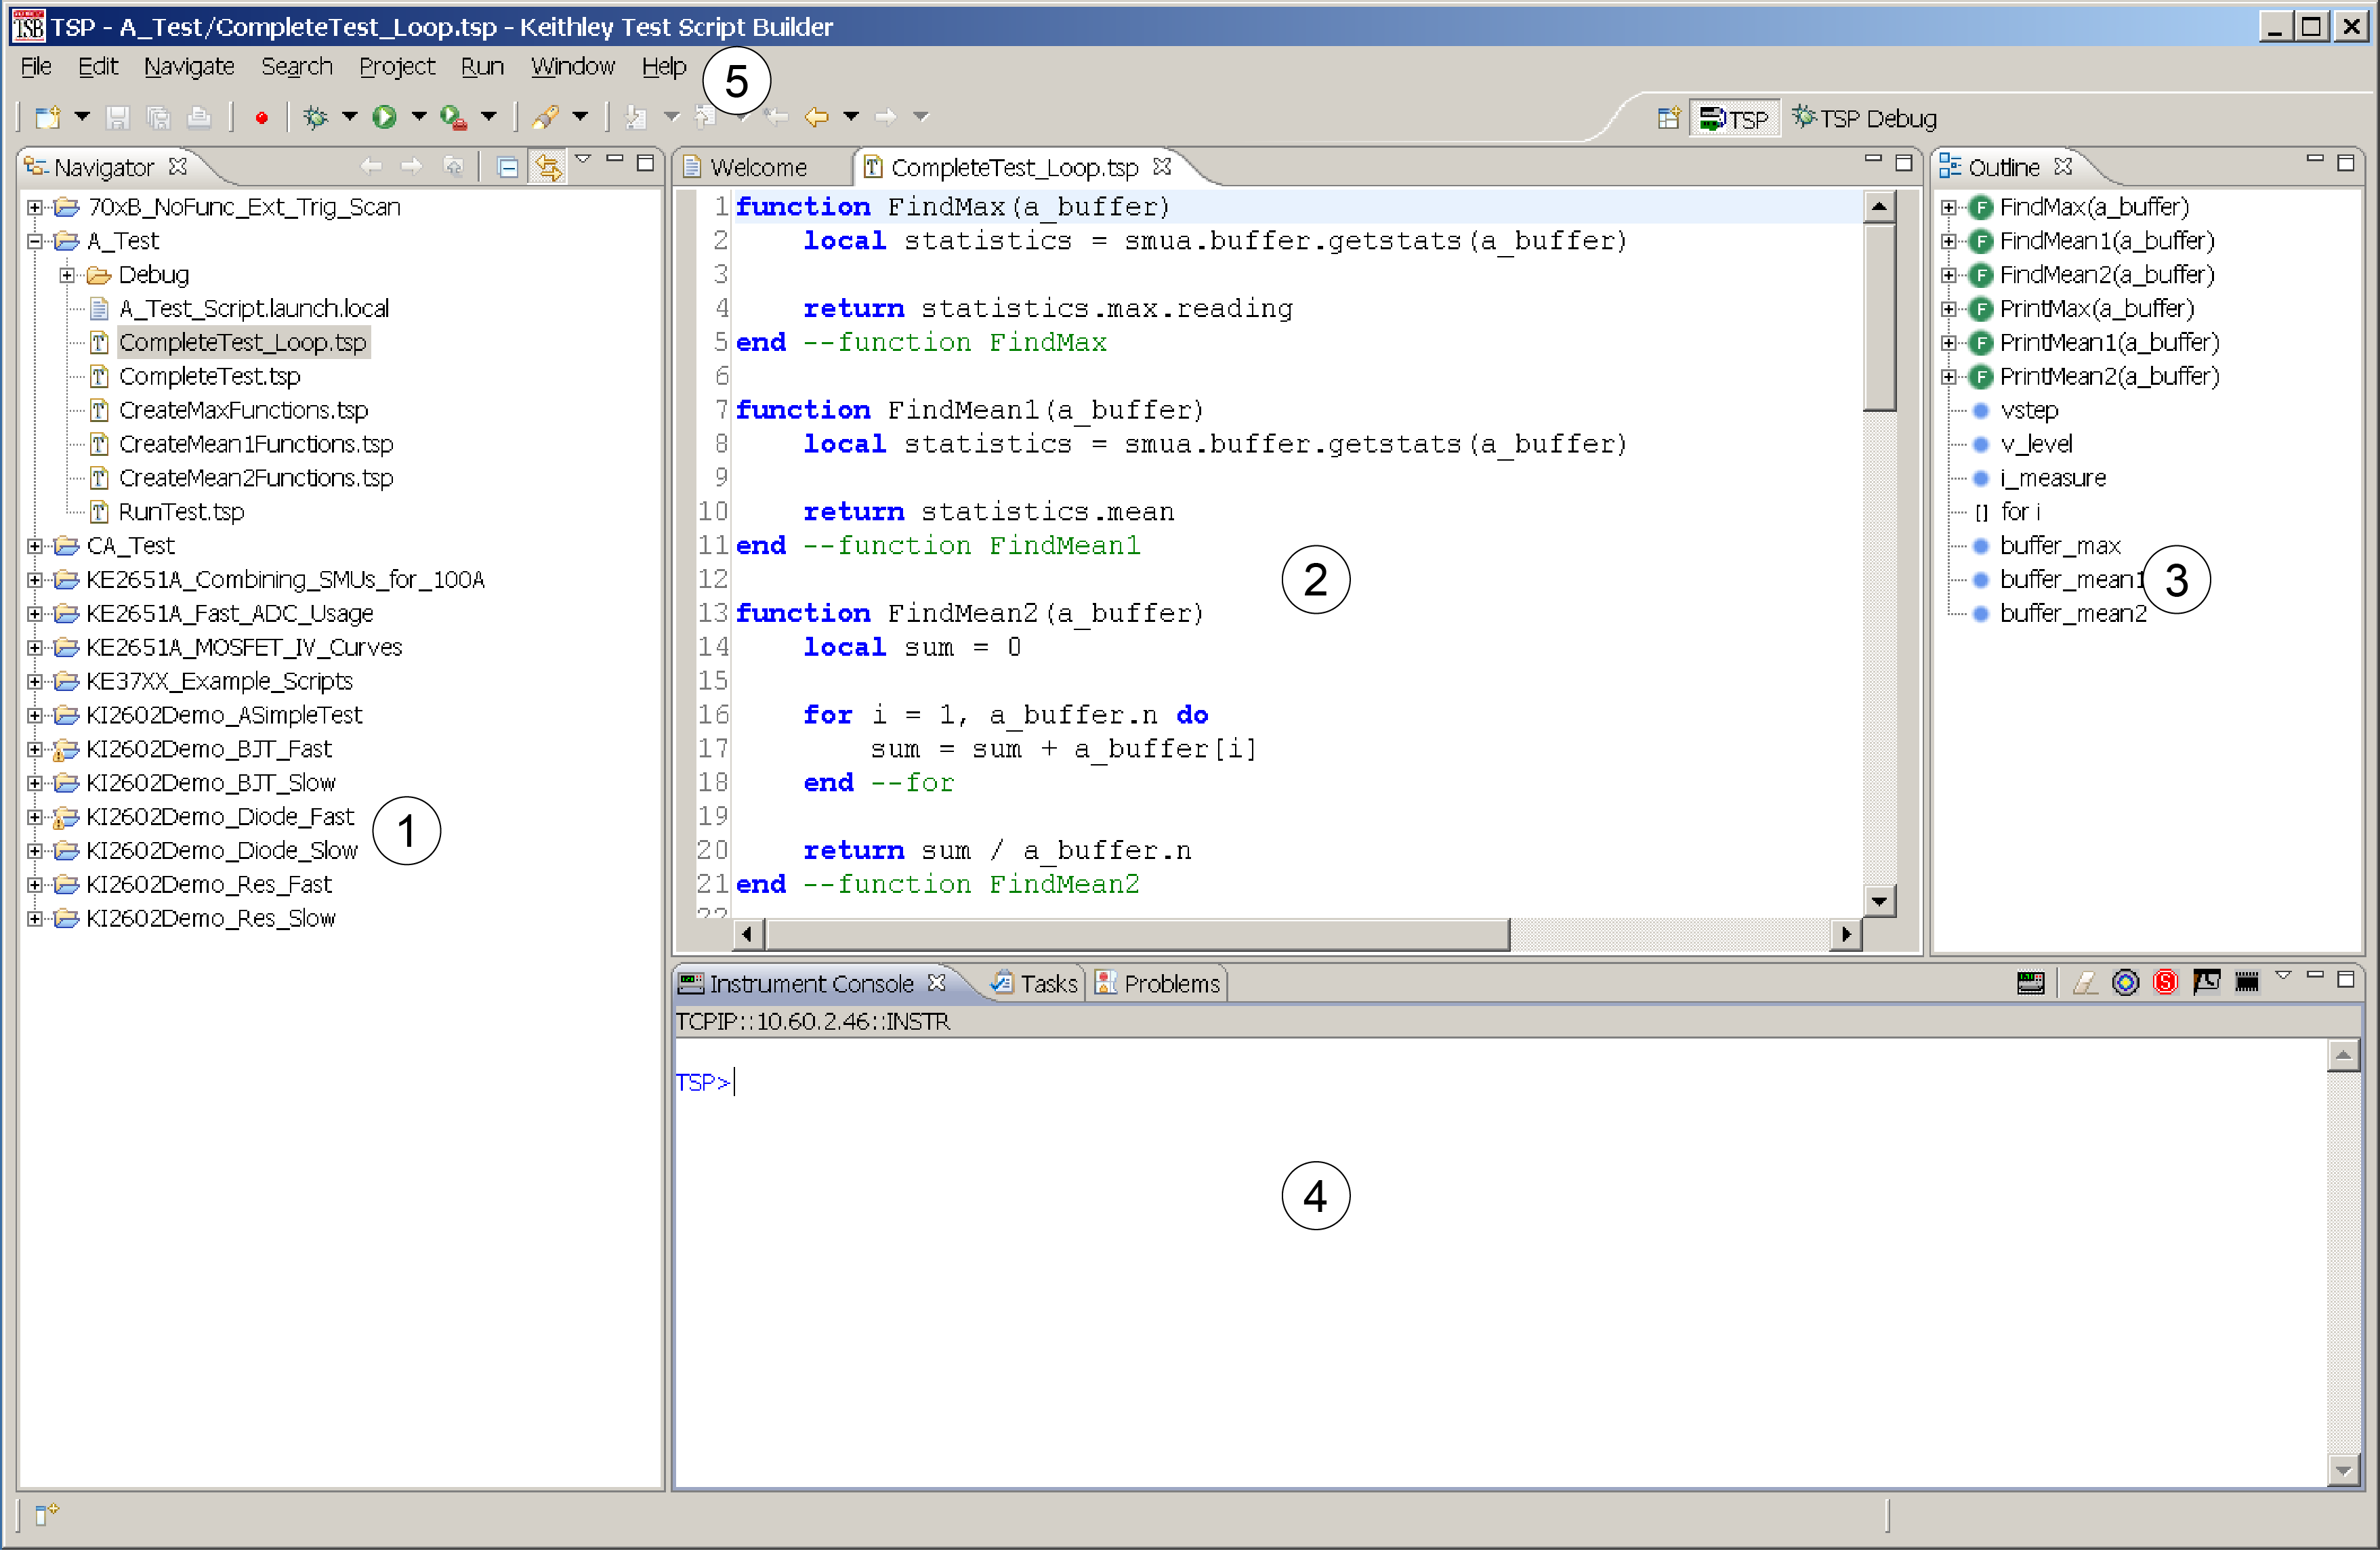 TSB TSP - A_Test/CompleteTest_Loop.tsp - Keithley Test Script Builder
File Edit Navigate Search Project Run Window Help
5
TSP TSP Debug
Navigator
70xB_NoFunc_Ext_Trig_Scan
A_Test
Debug
A_Test_Script.launch.local
CompleteTest_Loop.tsp
CompleteTest.tsp
CreateMaxFunctions.tsp
CreateMean1Functions.tsp
CreateMean2Functions.tsp
RunTest.tsp
CA_Test
KE2651A_Combining_SMUs_for_100A
KE2651A_Fast_ADC_Usage
KE2651A_MOSFET_IV_Curves
KE37XX_Example_Scripts
KI2602Demo_ASimpleTest
KI2602Demo_BJT_Fast
KI2602Demo_BJT_Slow
KI2602Demo_Diode_Fast
1
KI2602Demo_Diode_Slow
KI2602Demo_Res_Fast
KI2602Demo_Res_Slow
Welcome CompleteTest_Loop.tsp
1 function FindMax(a_buffer)
2 local statistics = smua.buffer.getstats(a_buffer)
3
4 return statistics.max.reading
5 end --function FindMax
6
7 function FindMean1(a_buffer)
8 local statistics = smua.buffer.getstats(a_buffer)
9
10 return statistics.mean
11 end --function FindMean1
12
2
13 function FindMean2(a_buffer)
14 local sum = 0
15
16 for i = 1, a_buffer.n do
17 sum = sum + a_buffer[i]
18 end --for
19
20 return sum / a_buffer.n
21 end --function FindMean2
22
Outline
F FindMax(a_buffer)
F FindMean1(a_buffer)
F FindMean2(a_buffer)
F PrintMax(a_buffer)
F PrintMean1(a_buffer)
F PrintMean2(a_buffer)
vstep
v_level
i_measure
[] for i
buffer_max
buffer_mean1
3
buffer_mean2
Instrument Console Tasks Problems
TCPIP::10.60.2.46::INSTR
TSP>
4